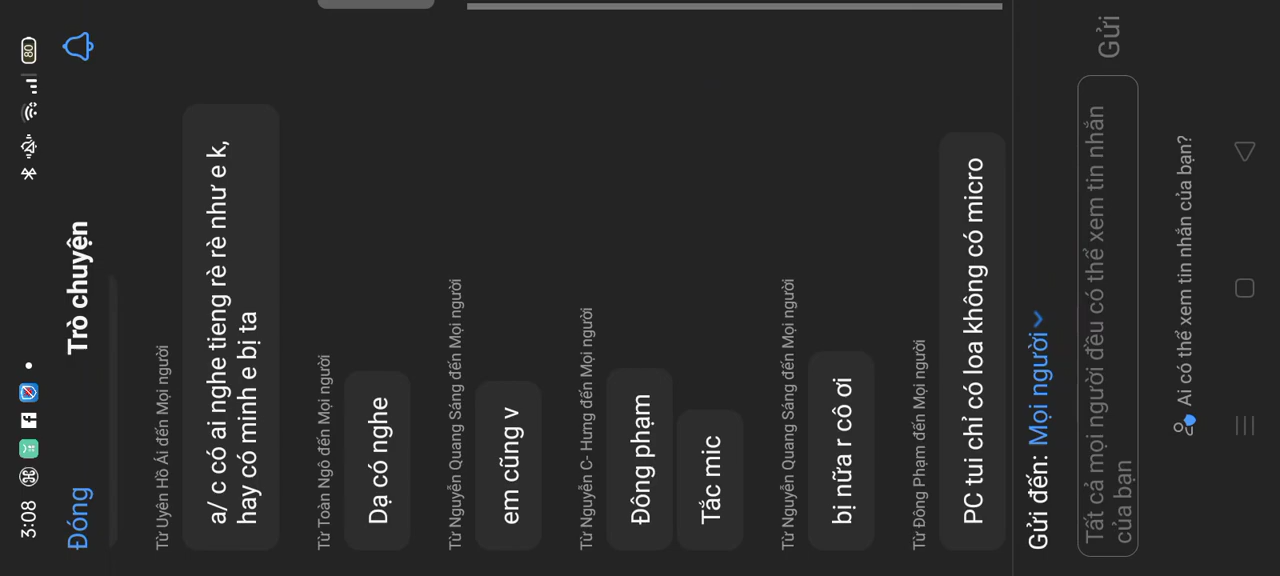 3:08
80
Đóng
Trò chuyện
Từ Uyên Hồ Ái đến Mọi người
a/ c có ai nghe tieng rè rè như e k,
hay có minh e bị ta
Từ Toàn Ngô đến Mọi người
Dạ có nghe
Từ Nguyễn Quang Sáng đến Mọi người
em cũng v
Từ Nguyễn C- Hưng đến Mọi người
Đông phạm
Tắc mic
Từ Nguyễn Quang Sáng đến Mọi người
bị nữa r cô ơi
Từ Đông Phạm đến Mọi người
PC tui chỉ có loa không có micro
Gửi đến: Mọi người
Tất cả mọi người đều có thể xem tin nhắn
của bạn
Gửi
Ai có thể xem tin nhắn của bạn?